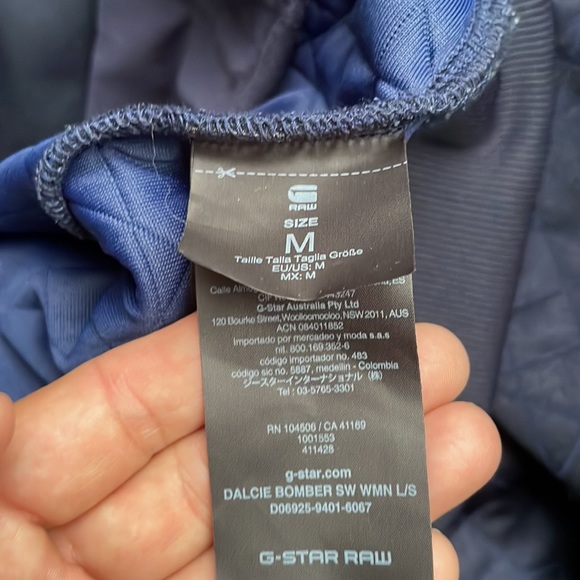 G
RAW
SIZE
M
Taille Talla Taglia Größe
EU/US: M
MX: M
G-Star Australia Pty Ltd
120 Bourke Street, Woolloomooloo, NSW 2011, AUS
ACN 084011852
importado por mercadeo y moda s.a.s
nit. 800.169.352-6
código importador no. 483
código sic no. 5887, medellin - Colombia
ジースターインターナショナル（株）
Tel : 03-5765-3301
RN 104506 / CA 41169
1001553
411428
g-star.com
DALCIE BOMBER SW WMN L/S
D06925-9401-6067
G-STAR RAW